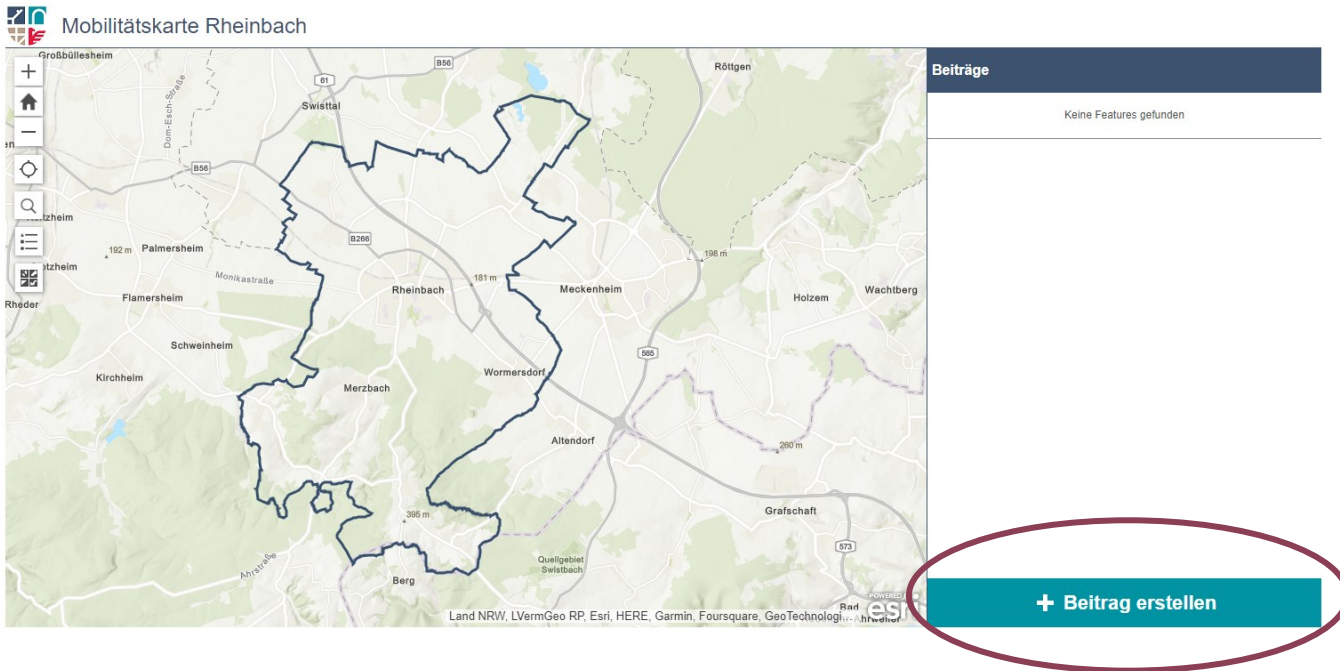 Mobilitätskarte Rheinbach
Großbüllesheim
B56
Röttgen
61
Swisttal
Dom-Esch-Straße
B56
B266
192 m
Palmersheim
Monikastraße
181 m
198 m
Rheinbach
Meckenheim
Holzem
Wachtberg
Rheder
Flamersheim
Schweinheim
565
Kirchheim
Merzbach
Wormersdorf
Altendorf
260 m
395 m
Grafschaft
573
Ahrstraße
Quellgebiet
Swistbach
Berg
Bad
Land NRW, LVermGeo RP, Esri, HERE, Garmin, Foursquare, GeoTechnologi...
POWERED
esri
Beiträge
Keine Features gefunden
+ Beitrag erstellen